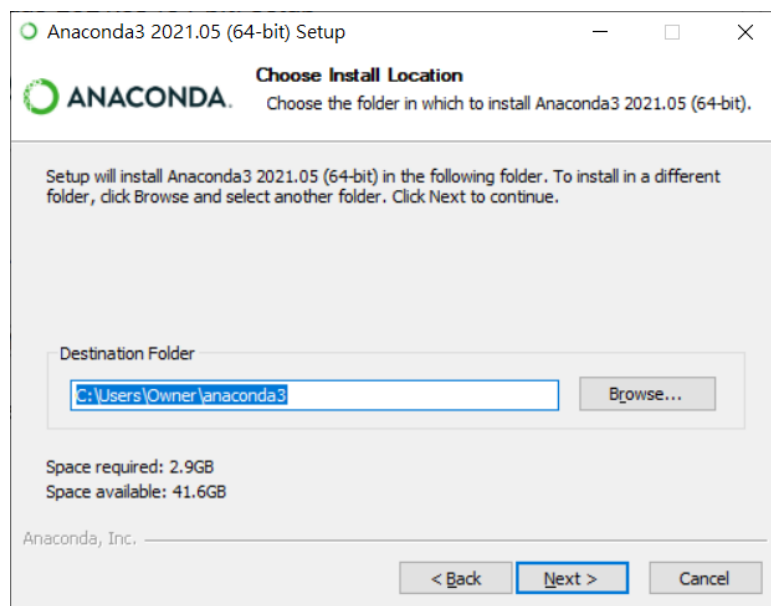 Anaconda3 2021.05 (64-bit) Setup
ANACONDA.
Choose Install Location
Choose the folder in which to install Anaconda3 2021.05 (64-bit).
Setup will install Anaconda3 2021.05 (64-bit) in the following folder. To install in a different
folder, click Browse and select another folder. Click Next to continue.
Destination Folder
C:\Users\Owner\anaconda3
Browse...
Space required: 2.9GB
Space available: 41.6GB
Anaconda, Inc.
< Back
Next >
Cancel